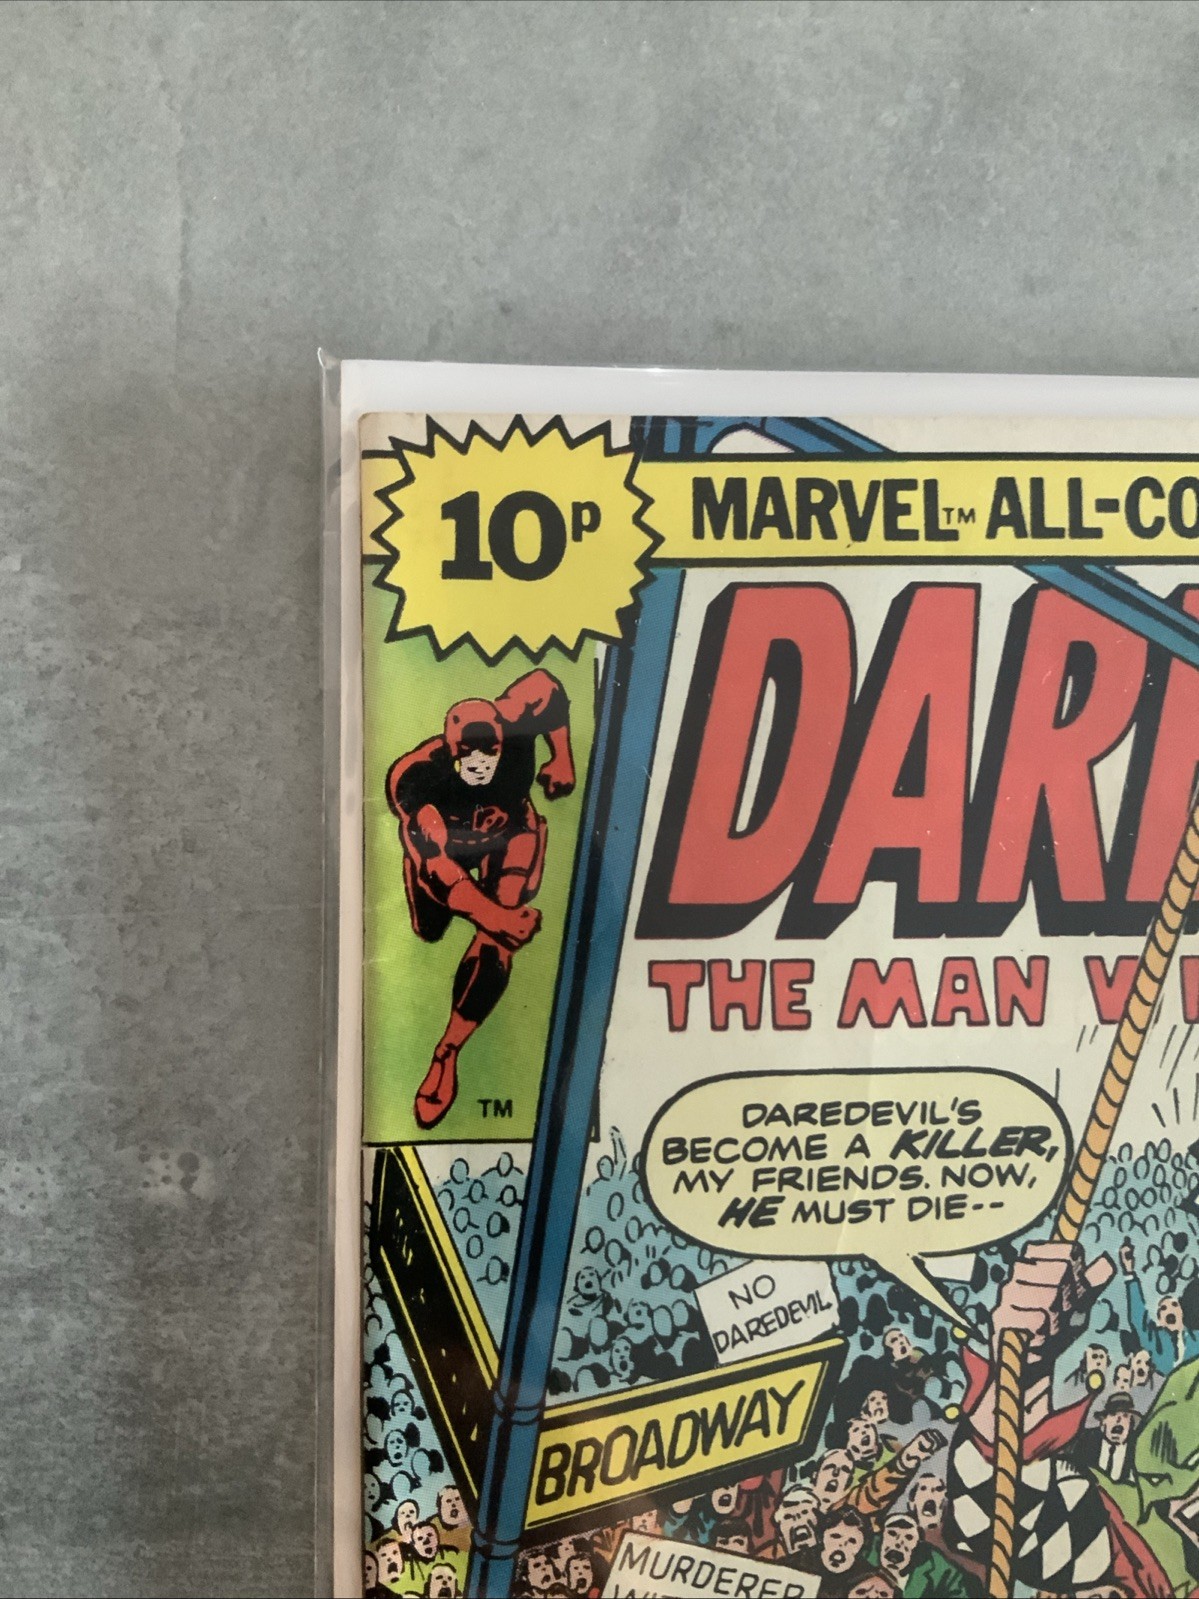 10p
MARVEL™ ALL-CO
DAR
THE MAN
TM
DAREDEVIL'S
BECOME A KILLER,
MY FRIENDS. NOW,
HE MUST DIE--
NO
DAREDEVIL
BROADWAY
MURDERER